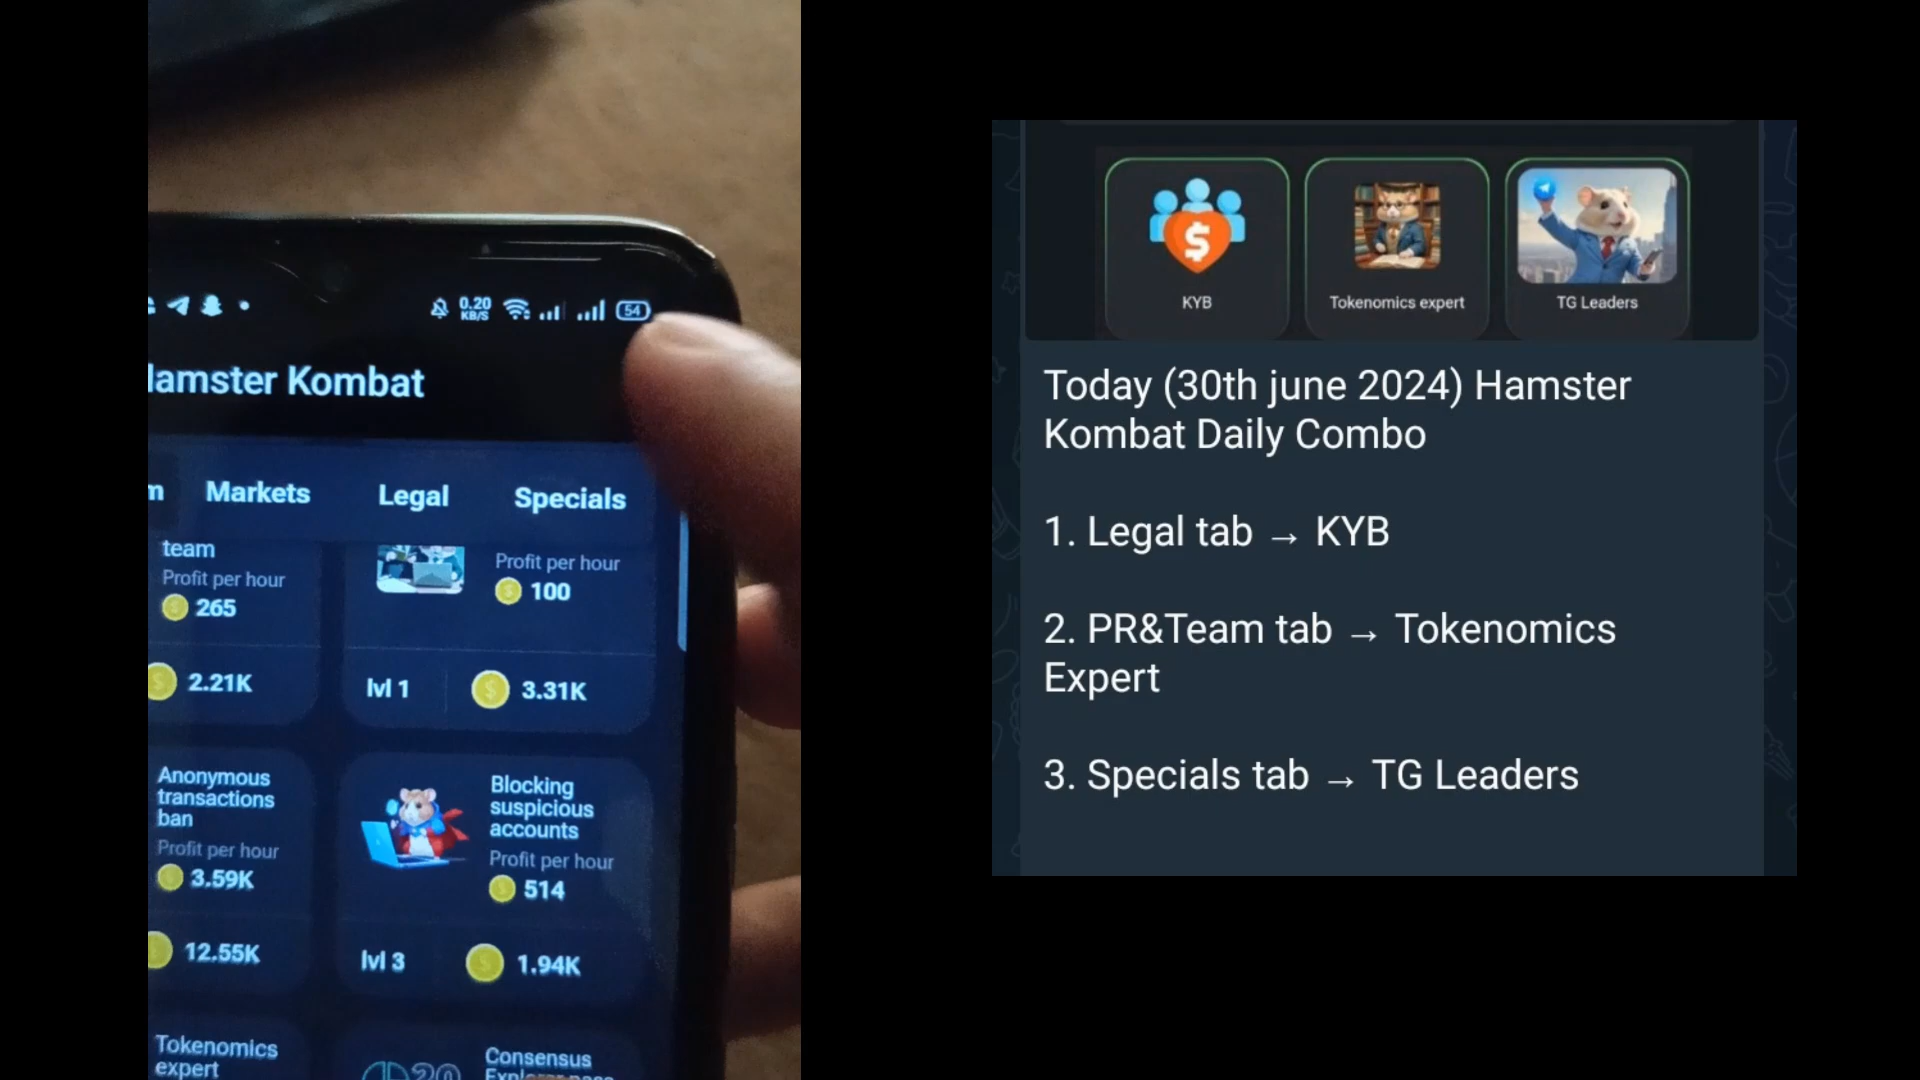 0.20
KB/S
54
Hamster Kombat
Markets
Legal
Specials
team
Profit per hour
265
2.21K
Profit per hour
100
lvl 1
3.31K
Anonymous
transactions
ban
Profit per hour
3.59K
12.55K
Blocking
suspicious
accounts
Profit per hour
514
lvl 3
1.94K
Tokenomics
expert
Consensus
KYB
Tokenomics expert
TG Leaders
Today (30th june 2024) Hamster
Kombat Daily Combo
1. Legal tab → KYB
2. PR&Team tab → Tokenomics
Expert
3. Specials tab → TG Leaders